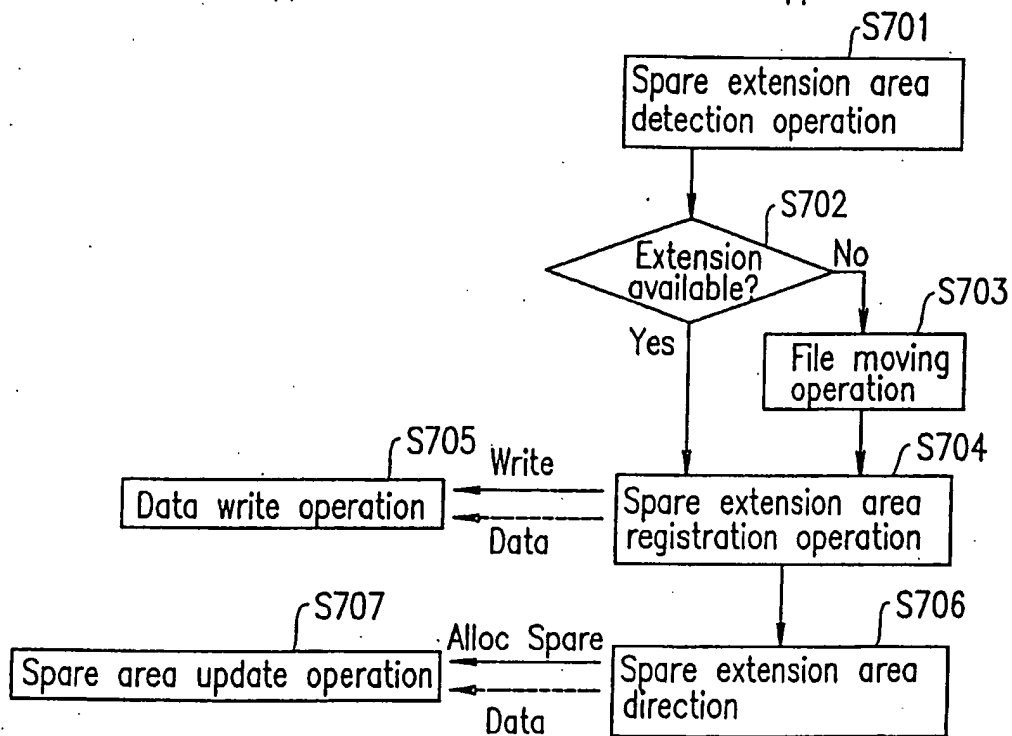 S701
Spare extension area
detection operation
S702
Extension
available?
No
Yes
S703
File moving
operation
S705
Write
S704
Data write operation
Data
Spare extension area
registration operation
S707
Alloc Spare
S706
Spare area update operation
Data
Spare extension area
direction